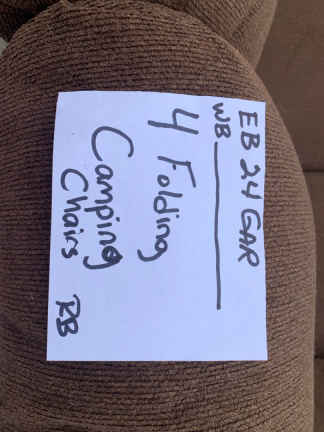 EB 24 GAR
WB
4 Folding
Camping
Chairs RB